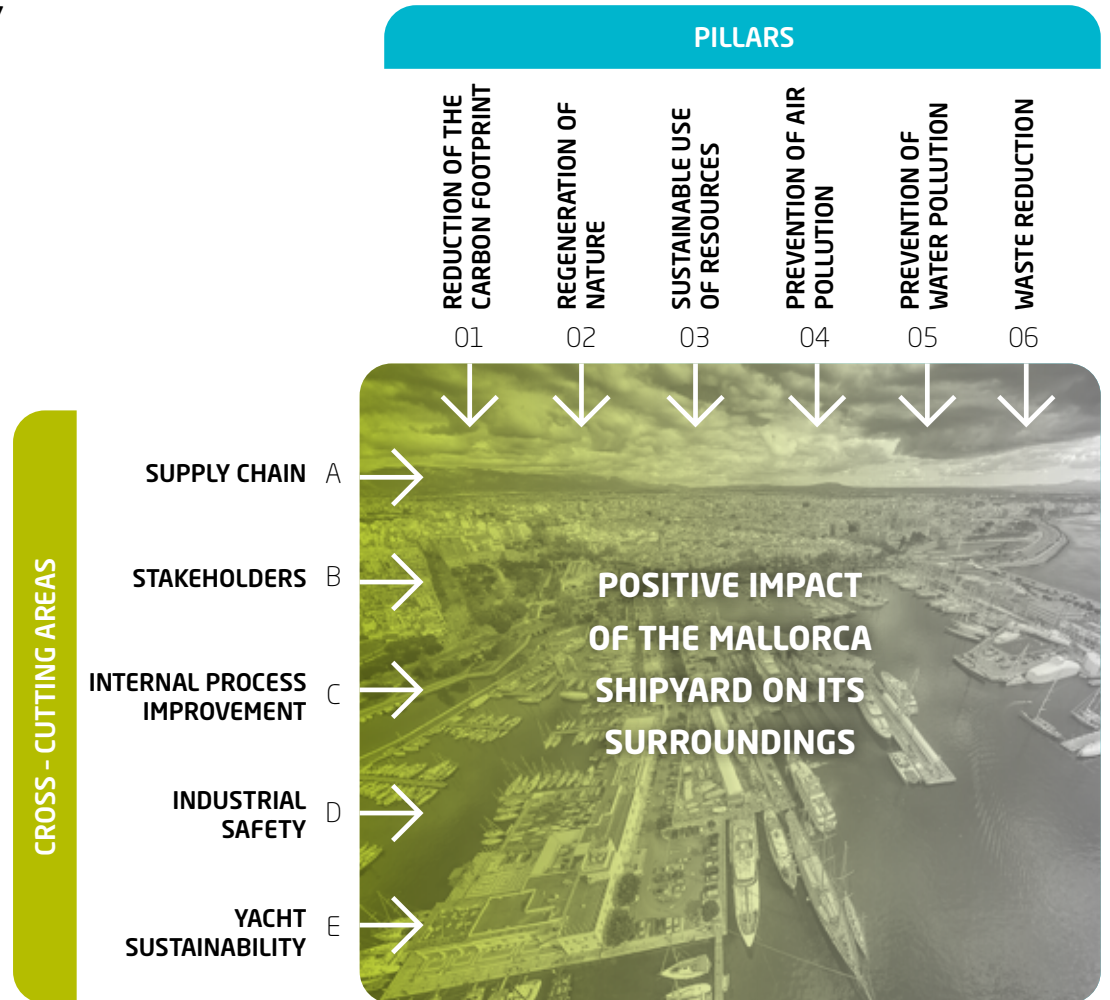 PILLARS
REDUCTION OF THE
CARBON FOOTPRINT
REGENERATION OF
NATURE
SUSTAINABLE USE
OF RESOURCES
PREVENTION OF AIR
POLLUTION
PREVENTION OF
WATER POLLUTION
WASTE REDUCTION
01
02
03
04
05
06
CROSS - CUTTING AREAS
SUPPLY CHAIN A
STAKEHOLDERS B
INTERNAL PROCESS
IMPROVEMENT
C
INDUSTRIAL
SAFETY
D
YACHT
SUSTAINABILITY
E
POSITIVE IMPACT
OF THE MALLORCA
SHIPYARD ON ITS
SURROUNDINGS